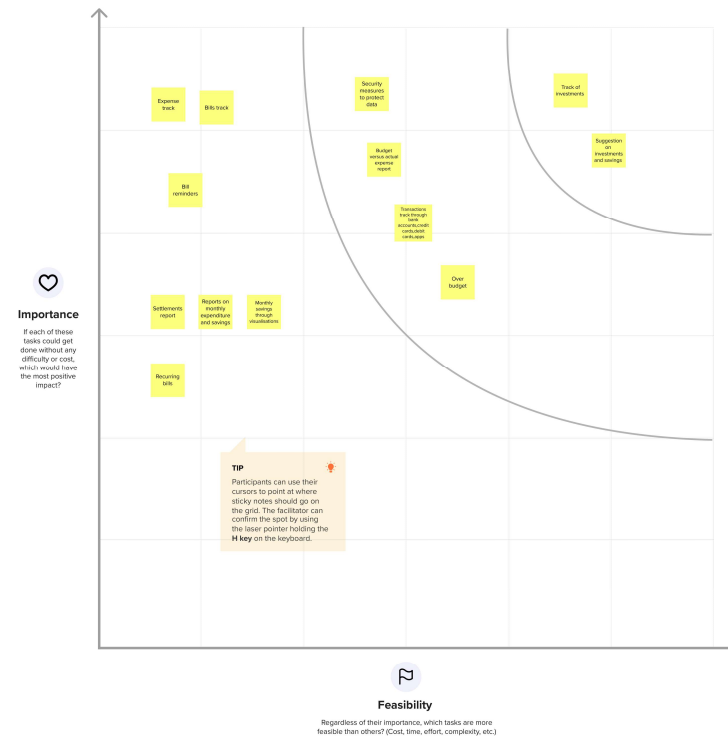 Expense
track
Bills track
Security
measures
to protect
data
Track of
investments
Budget
versus actual
expense
report
Suggestion
on
investments
and savings
Bill
reminders
Transactions
track through
bank
accounts,credit
cards,debit
cards,apps
Over
budget
Settlements
report
Reports on
monthly
expenditure
and savings
Monthly
savings
through
visualisations
Recurring
bills
Importance
If each of these
tasks could get
done without any
difficulty or cost,
which would have
the most positive
impact?
TIP
Participants can use their
cursors to point at where
sticky notes should go on
the grid. The facilitator can
confirm the spot by using
the laser pointer holding the
H key on the keyboard.
Feasibility
Regardless of their importance, which tasks are more
feasible than others? (Cost, time, effort, complexity, etc.)